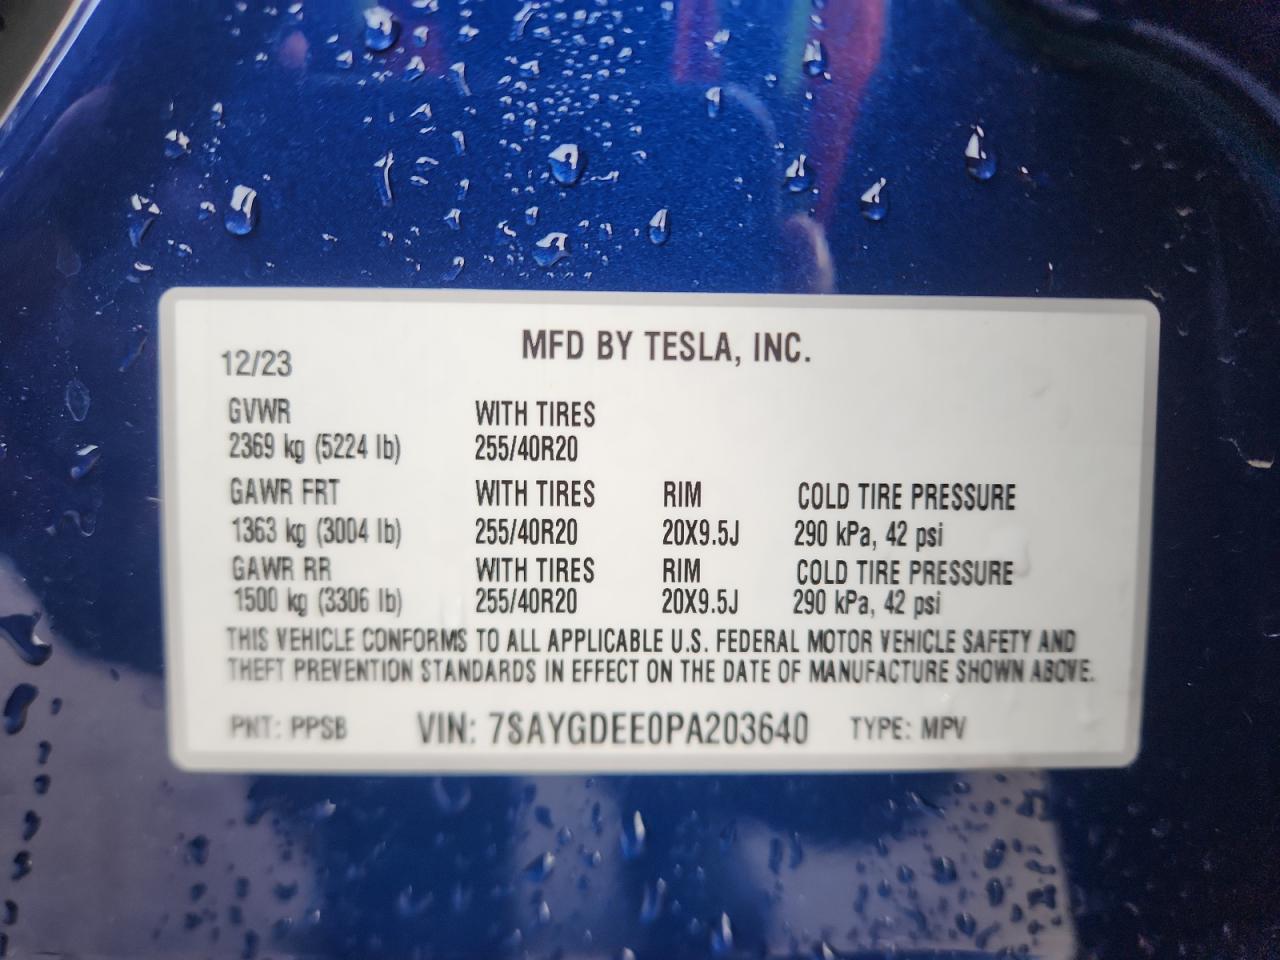 MFD BY TESLA, INC.
12/23
GVWR WITH TIRES
2369 kg (5224 lb) 255/40R20
GAWR FRT WITH TIRES RIM COLD TIRE PRESSURE
1363 kg (3004 lb) 255/40R20 20X9.5J 290 kPa, 42 psi
GAWR RR WITH TIRES RIM COLD TIRE PRESSURE
1500 kg (3306 lb) 255/40R20 20X9.5J 290 kPa, 42 psi
THIS VEHICLE CONFORMS TO ALL APPLICABLE U.S. FEDERAL MOTOR VEHICLE SAFETY AND
THEFT PREVENTION STANDARDS IN EFFECT ON THE DATE OF MANUFACTURE SHOWN ABOVE.
PNT: PPSB VIN: 7SAYGDEE0PA203640 TYPE: MPV